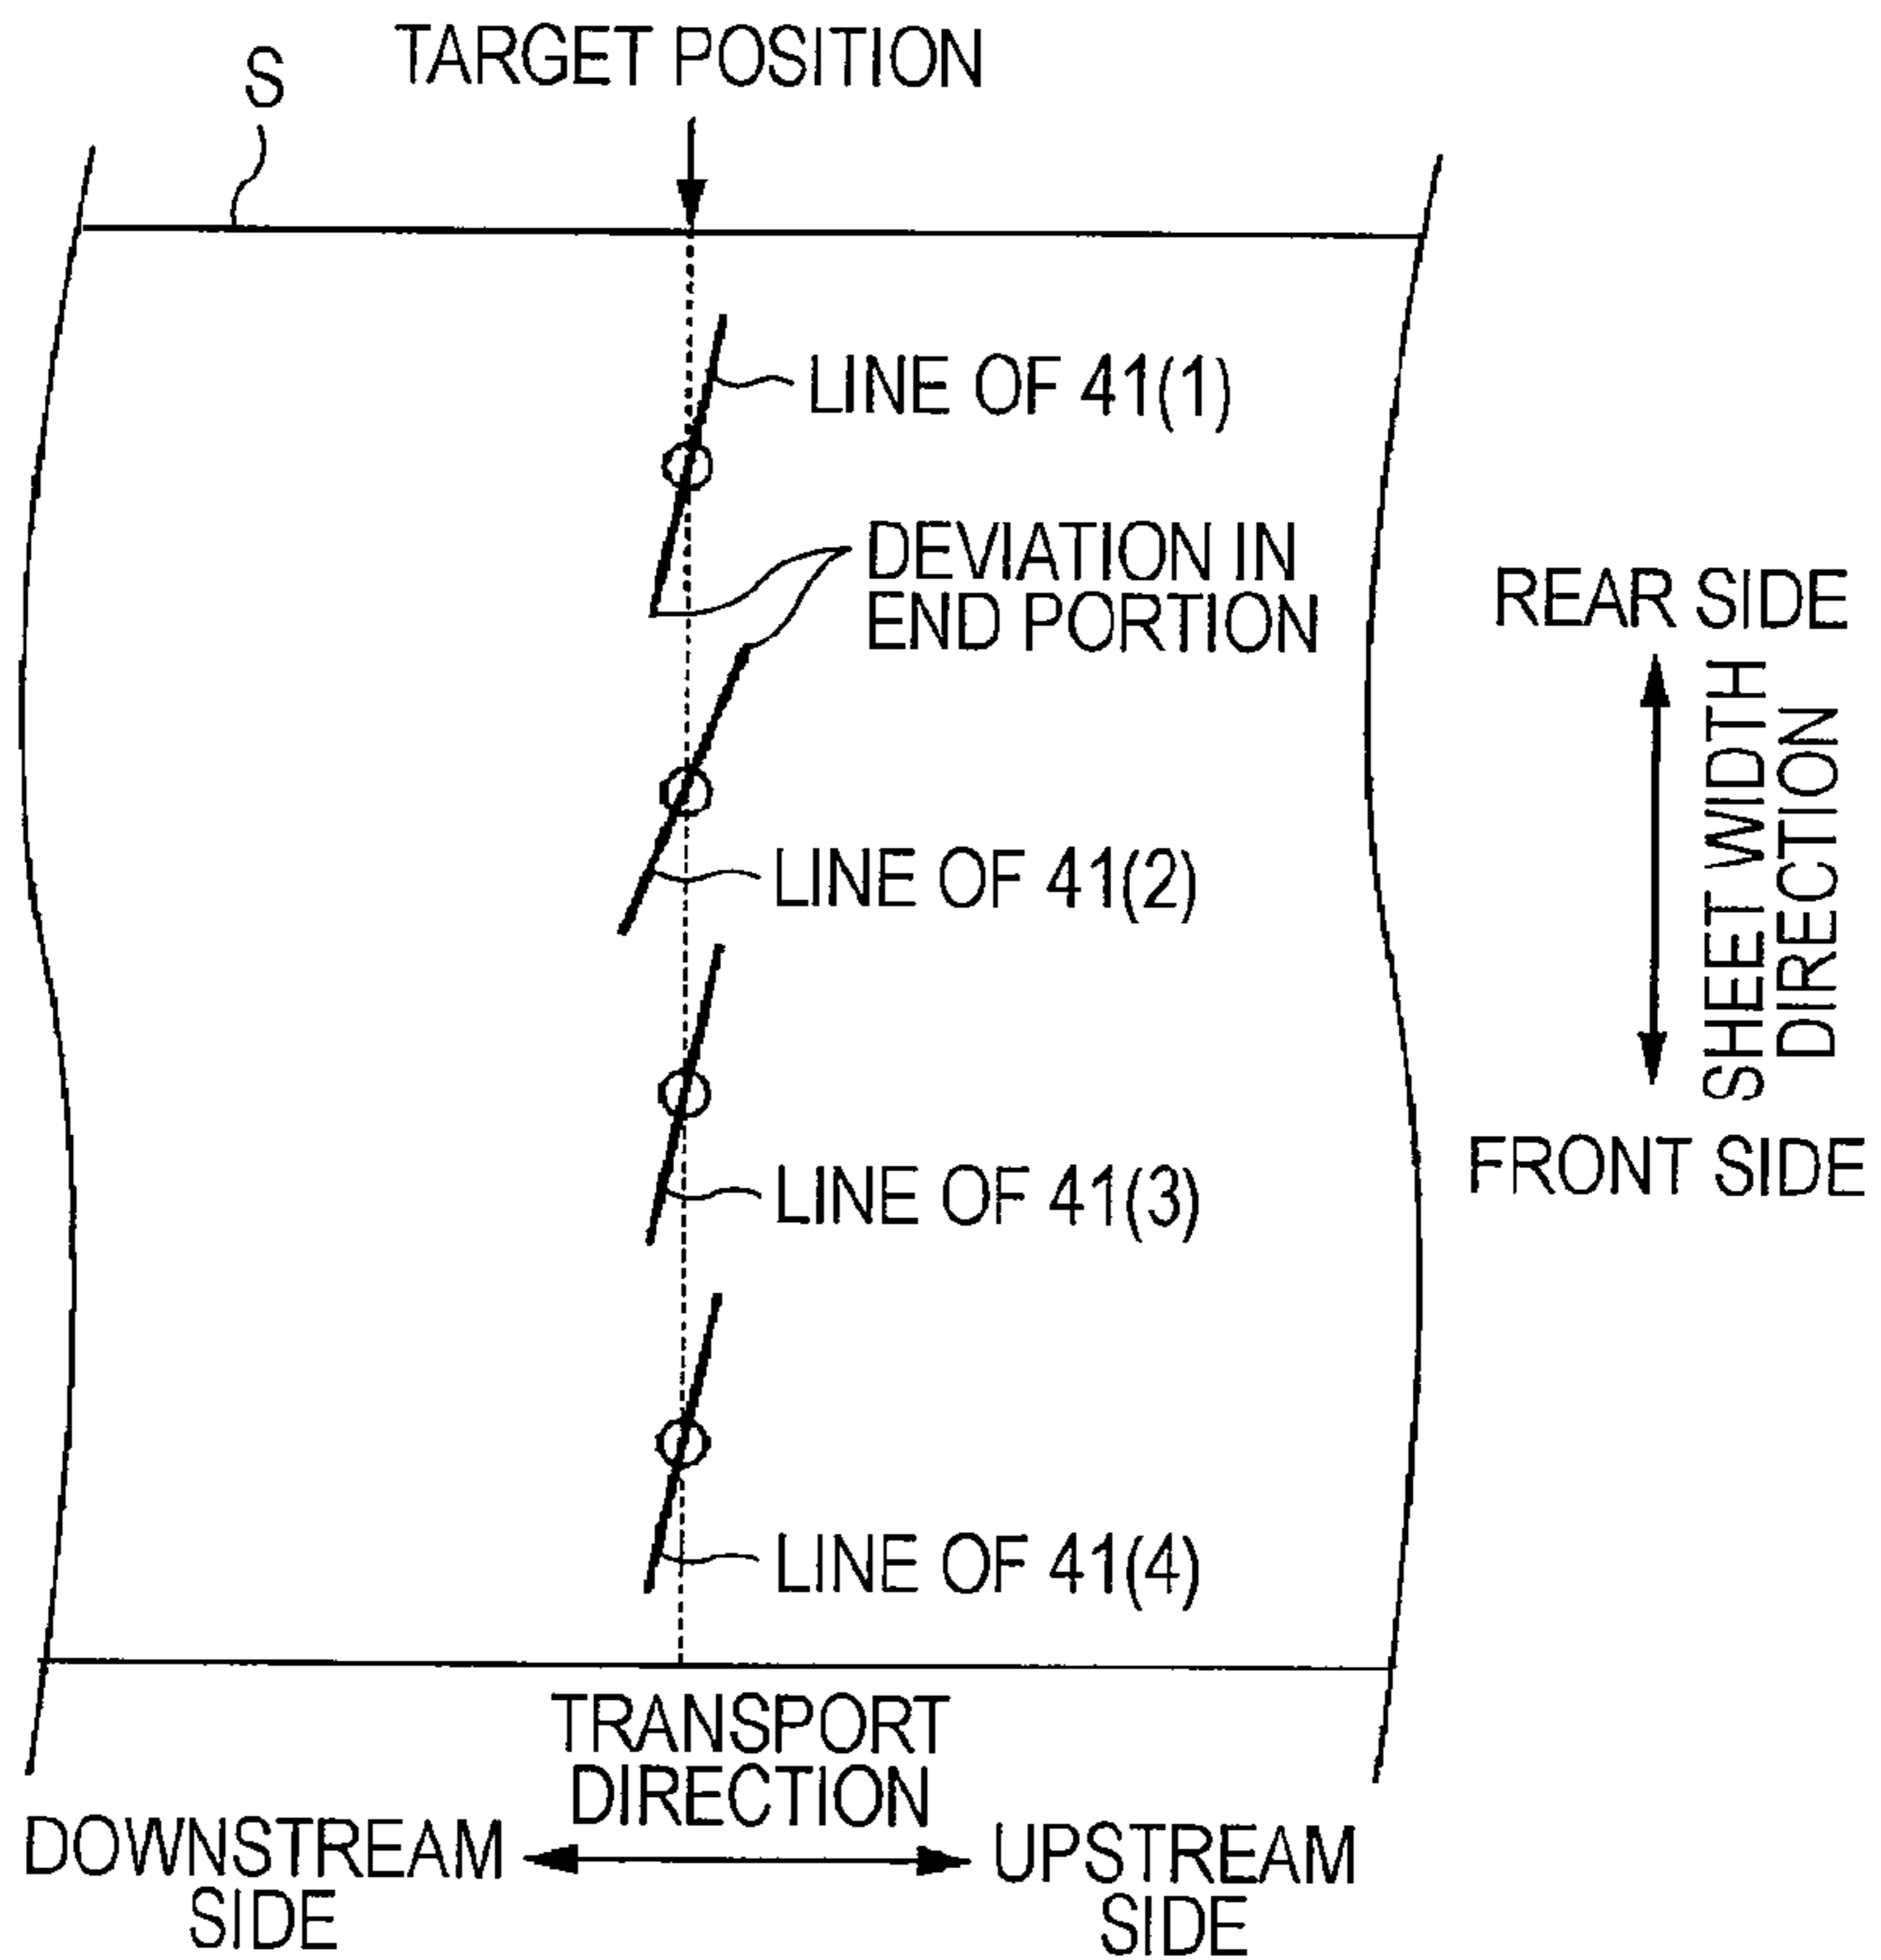 S
TARGET POSITION
LINE OF 41(1)
DEVIATION IN
END PORTION
LINE OF 41(2)
LINE OF 41(3)
LINE OF 41(4)
REAR SIDE
SHEET WIDTH
DIRECTION
FRONT SIDE
TRANSPORT
DIRECTION
DOWNSTREAM
SIDE
UPSTREAM
SIDE